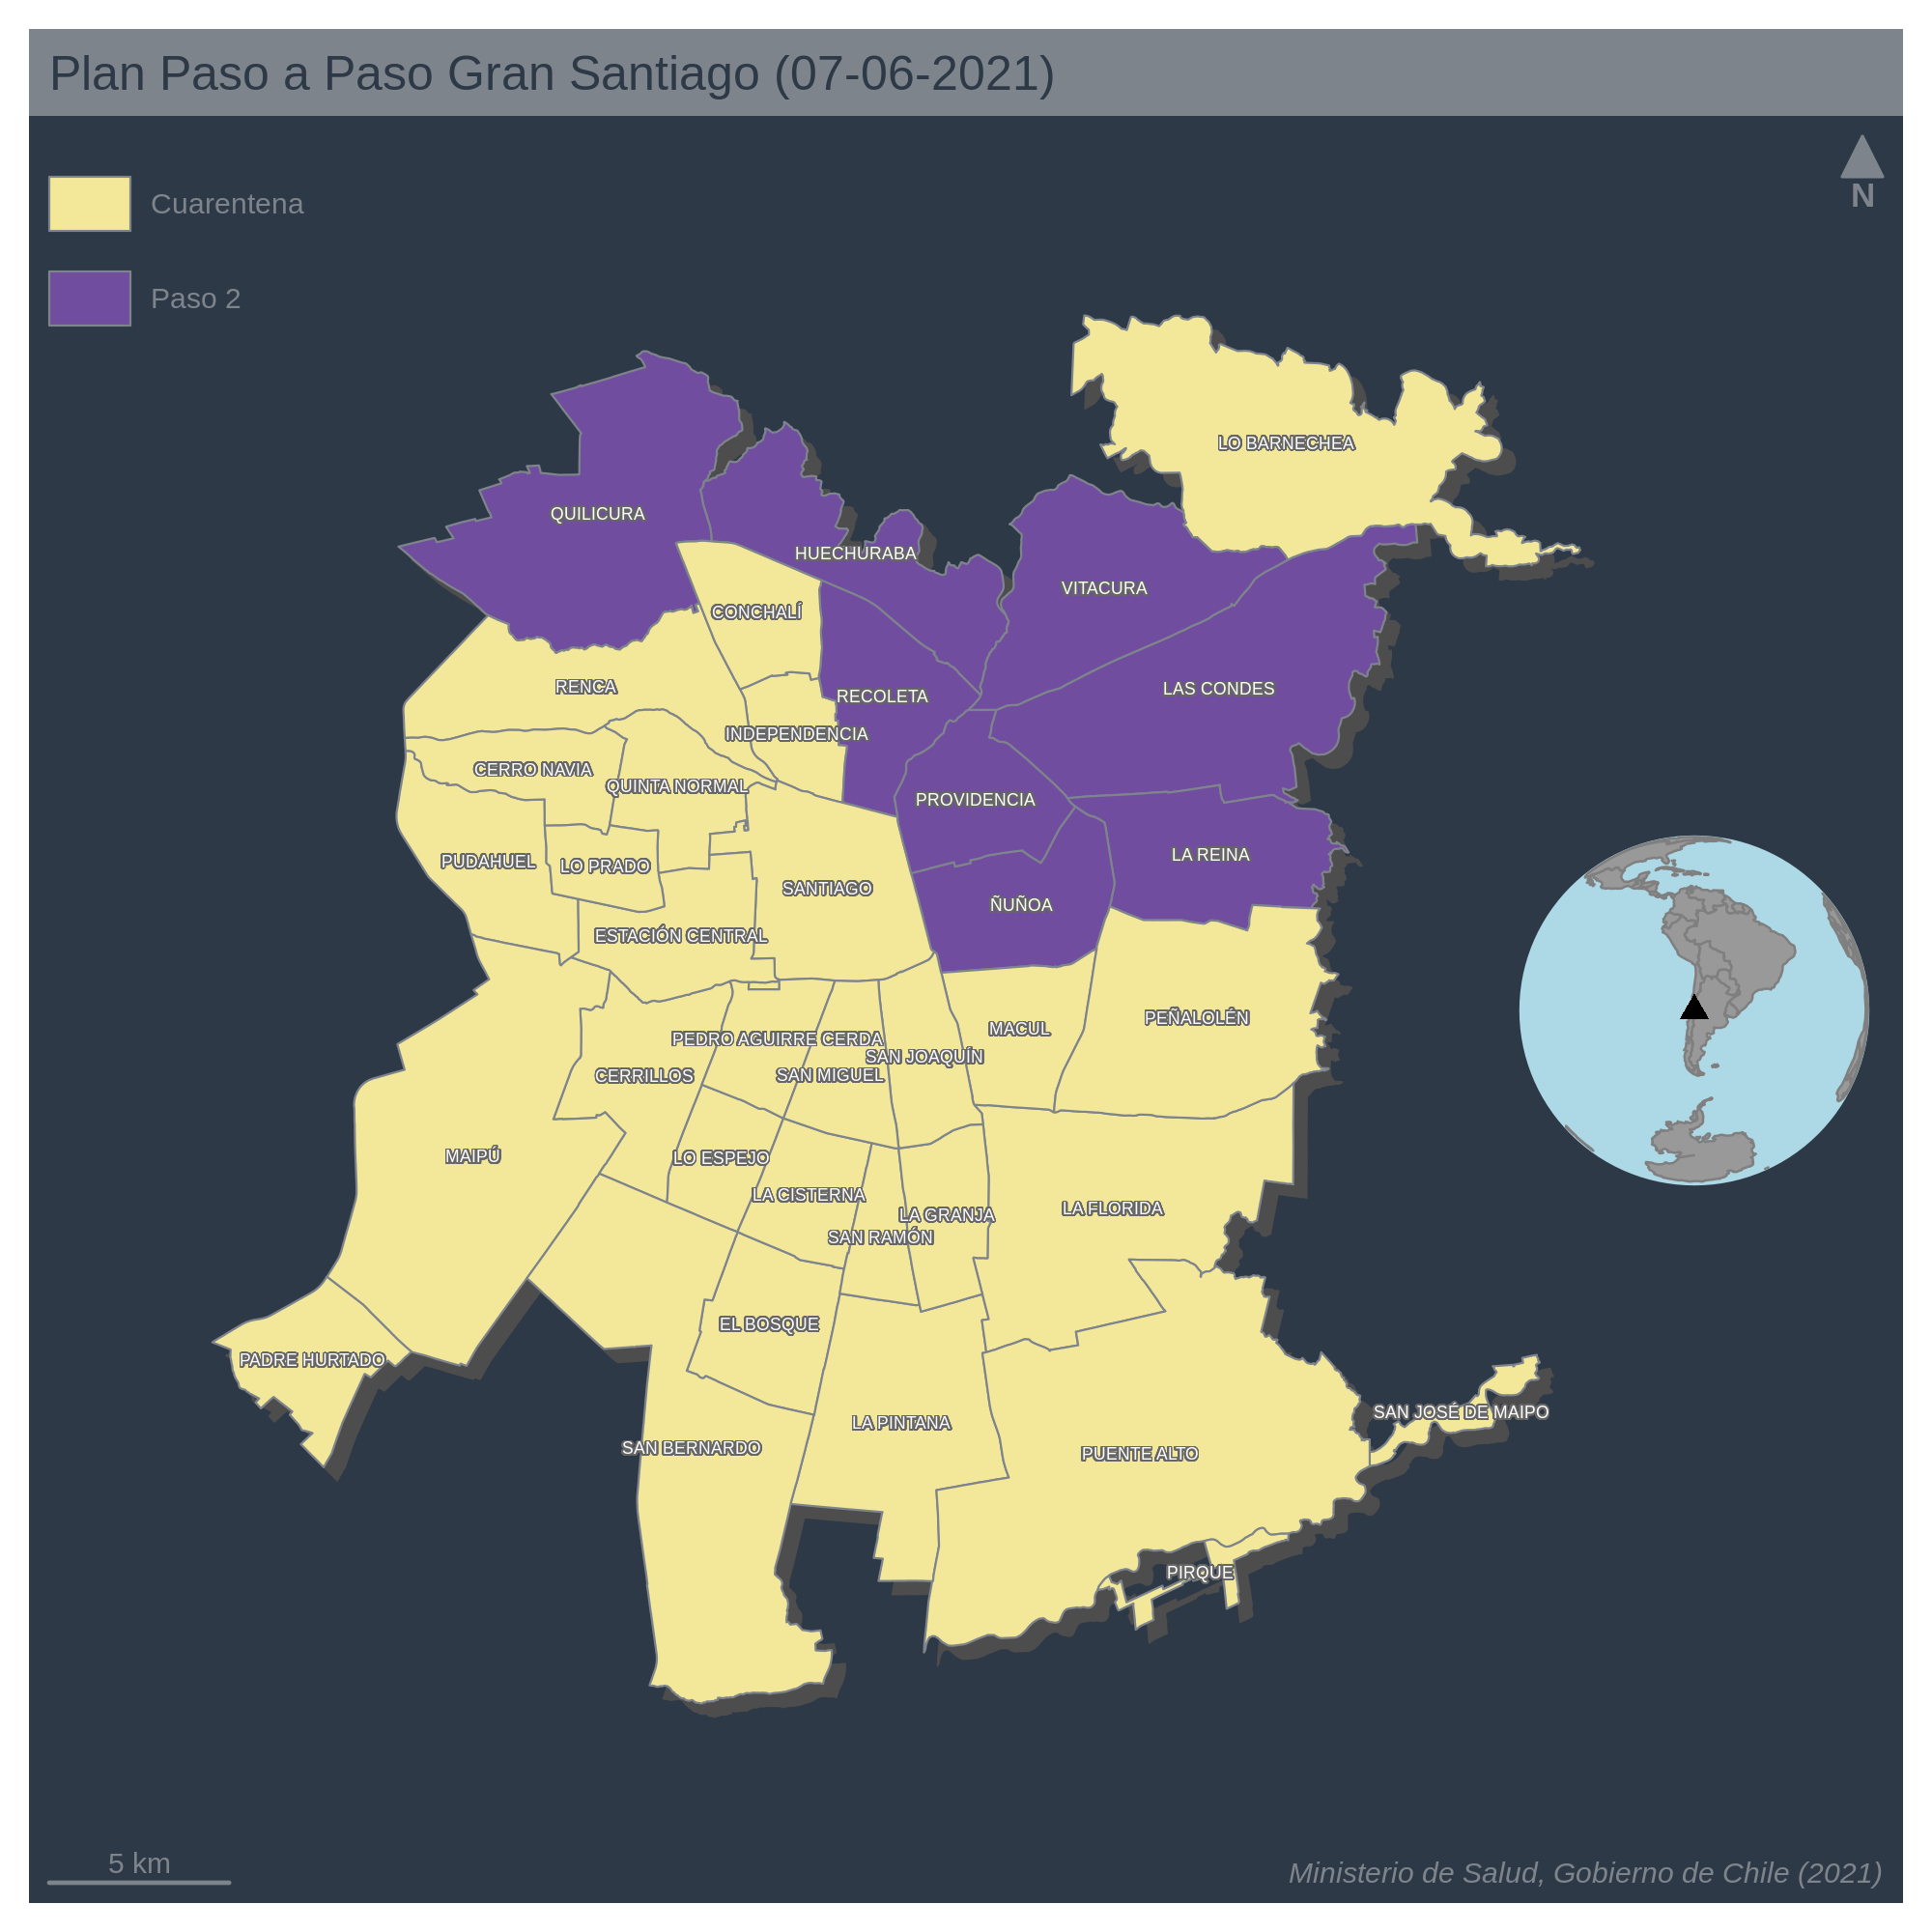 Plan Paso a Paso Gran Santiago (07-06-2021)
N
Cuarentena
Paso 2
LO BARNECHEA
QUILICURA
HUECHURABA
VITACURA
CONCHALÍ
RENCA
LAS CONDES
RECOLETA
INDEPENDENCIA
CERRO NAVIA
QUINTA NORMAL
PROVIDENCIA
LA REINA
PUDAHUEL
LO PRADO
SANTIAGO
ÑUÑOA
ESTACIÓN CENTRAL
PEÑALOLÉN
MACUL
PEDRO AGUIRRE CERDA
SAN JOAQUÍN
CERRILLOS
SAN MIGUEL
MAIPÚ
LO ESPEJO
LA CISTERNA
LA FLORIDA
LA GRANJA
SAN RAMÓN
EL BOSQUE
PADRE HURTADO
SAN JOSÉ DE MAIPO
LA PINTANA
SAN BERNARDO
PUENTE ALTO
PIRQUE
5 km
Ministerio de Salud, Gobierno de Chile (2021)